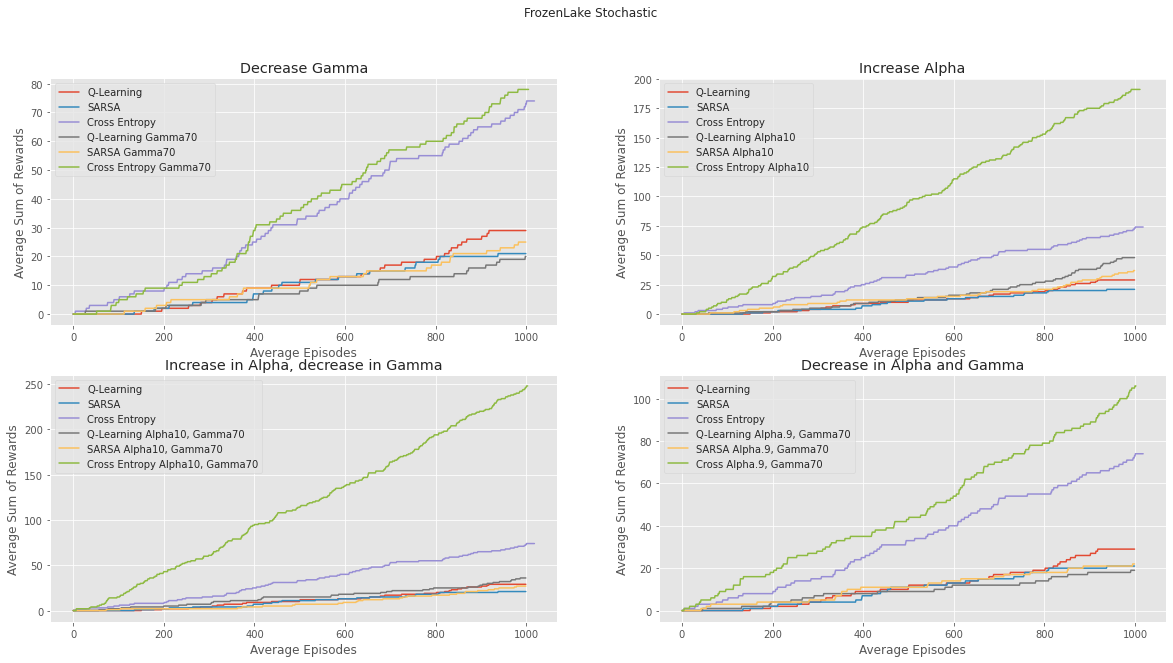 FrozenLake Stochastic
Decrease Gamma
Average Sum of Rewards
80
70
60
50
40
30
20
10
0
Q-Learning
SARSA
Cross Entropy
Q-Learning Gamma70
SARSA Gamma70
Cross Entropy Gamma70
0 200 400 600 800 1000
Average Episodes
Increase Alpha
Average Sum of Rewards
200
175
150
125
100
75
50
25
0
Q-Learning
SARSA
Cross Entropy
Q-Learning Alpha10
SARSA Alpha10
Cross Entropy Alpha10
0 200 400 600 800 1000
Average Episodes
Increase in Alpha, decrease in Gamma
Average Sum of Rewards
250
200
150
100
50
0
Q-Learning
SARSA
Cross Entropy
Q-Learning Alpha10, Gamma70
SARSA Alpha10, Gamma70
Cross Entropy Alpha10, Gamma70
0 200 400 600 800 1000
Average Episodes
Decrease in Alpha and Gamma
Average Sum of Rewards
100
80
60
40
20
0
Q-Learning
SARSA
Cross Entropy
Q-Learning Alpha.9, Gamma70
SARSA Alpha.9, Gamma70
Cross Alpha.9, Gamma70
0 200 400 600 800 1000
Average Episodes